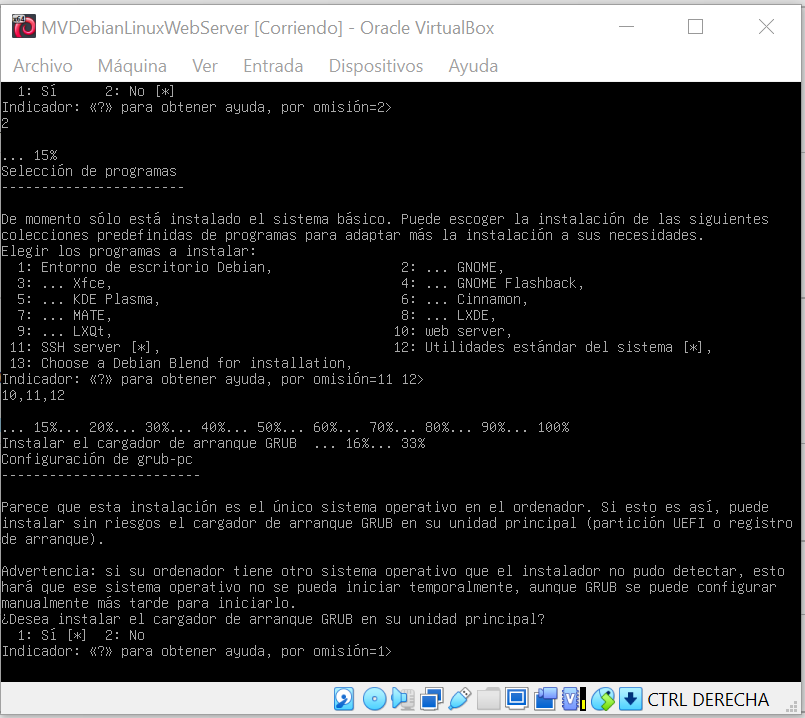 MVDebianLinuxWebServer [Corriendo] - Oracle VirtualBox
Archivo Máquina Ver Entrada Dispositivos Ayuda
1: Sí 2: No [*]
Indicador: «?» para obtener ayuda, por omisión=2>
2
... 15%
Selección de programas
-----------------------
De momento sólo está instalado el sistema básico. Puede escoger la instalación de las siguientes
colecciones predefinidas de programas para adaptar más la instalación a sus necesidades.
Elegir los programas a instalar:
1: Entorno de escritorio Debian, 2: ... GNOME,
3: ... Xfce, 4: ... GNOME Flashback,
5: ... KDE Plasma, 6: ... Cinnamon,
7: ... MATE, 8: ... LXDE,
9: ... LXQt, 10: web server,
11: SSH server [*], 12: Utilidades estándar del sistema [*],
13: Choose a Debian Blend for installation,
Indicador: «?» para obtener ayuda, por omisión=11 12>
10,11,12
... 15%... 20%... 30%... 40%... 50%... 60%... 70%... 80%... 90%... 100%
Instalar el cargador de arranque GRUB ... 16%... 33%
Configuración de grub-pc
-------------------------
Parece que esta instalación es el único sistema operativo en el ordenador. Si esto es así, puede
instalar sin riesgos el cargador de arranque GRUB en su unidad principal (partición UEFI o registro
de arranque).
Advertencia: si su ordenador tiene otro sistema operativo que el instalador no pudo detectar, esto
hará que ese sistema operativo no se pueda iniciar temporalmente, aunque GRUB se puede configurar
manualmente más tarde para iniciarlo.
¿Desea instalar el cargador de arranque GRUB en su unidad principal?
1: Sí [*] 2: No
Indicador: «?» para obtener ayuda, por omisión=1>
CTRL DERECHA